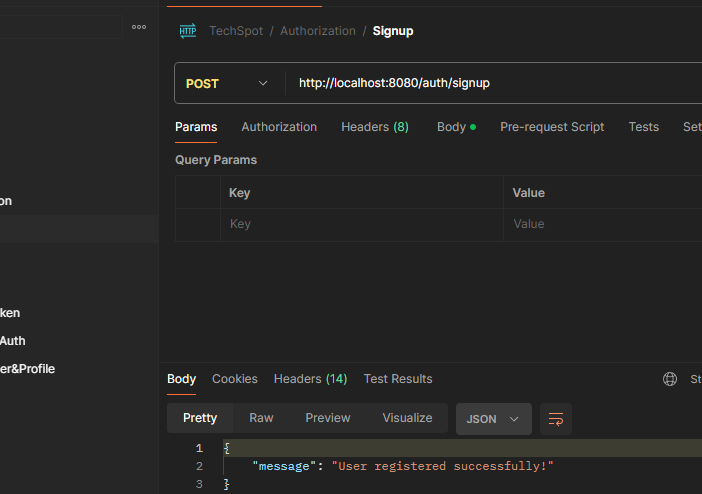 HTTP TechSpot / Authorization / Signup
POST http://localhost:8080/auth/signup
Params Authorization Headers (8) Body Pre-request Script Tests Set
Query Params
Key Value
Key Value
on
ken
Auth
er&Profile
Body Cookies Headers (14) Test Results St
Pretty Raw Preview Visualize JSON
1 {
2 "message": "User registered successfully!"
3 }